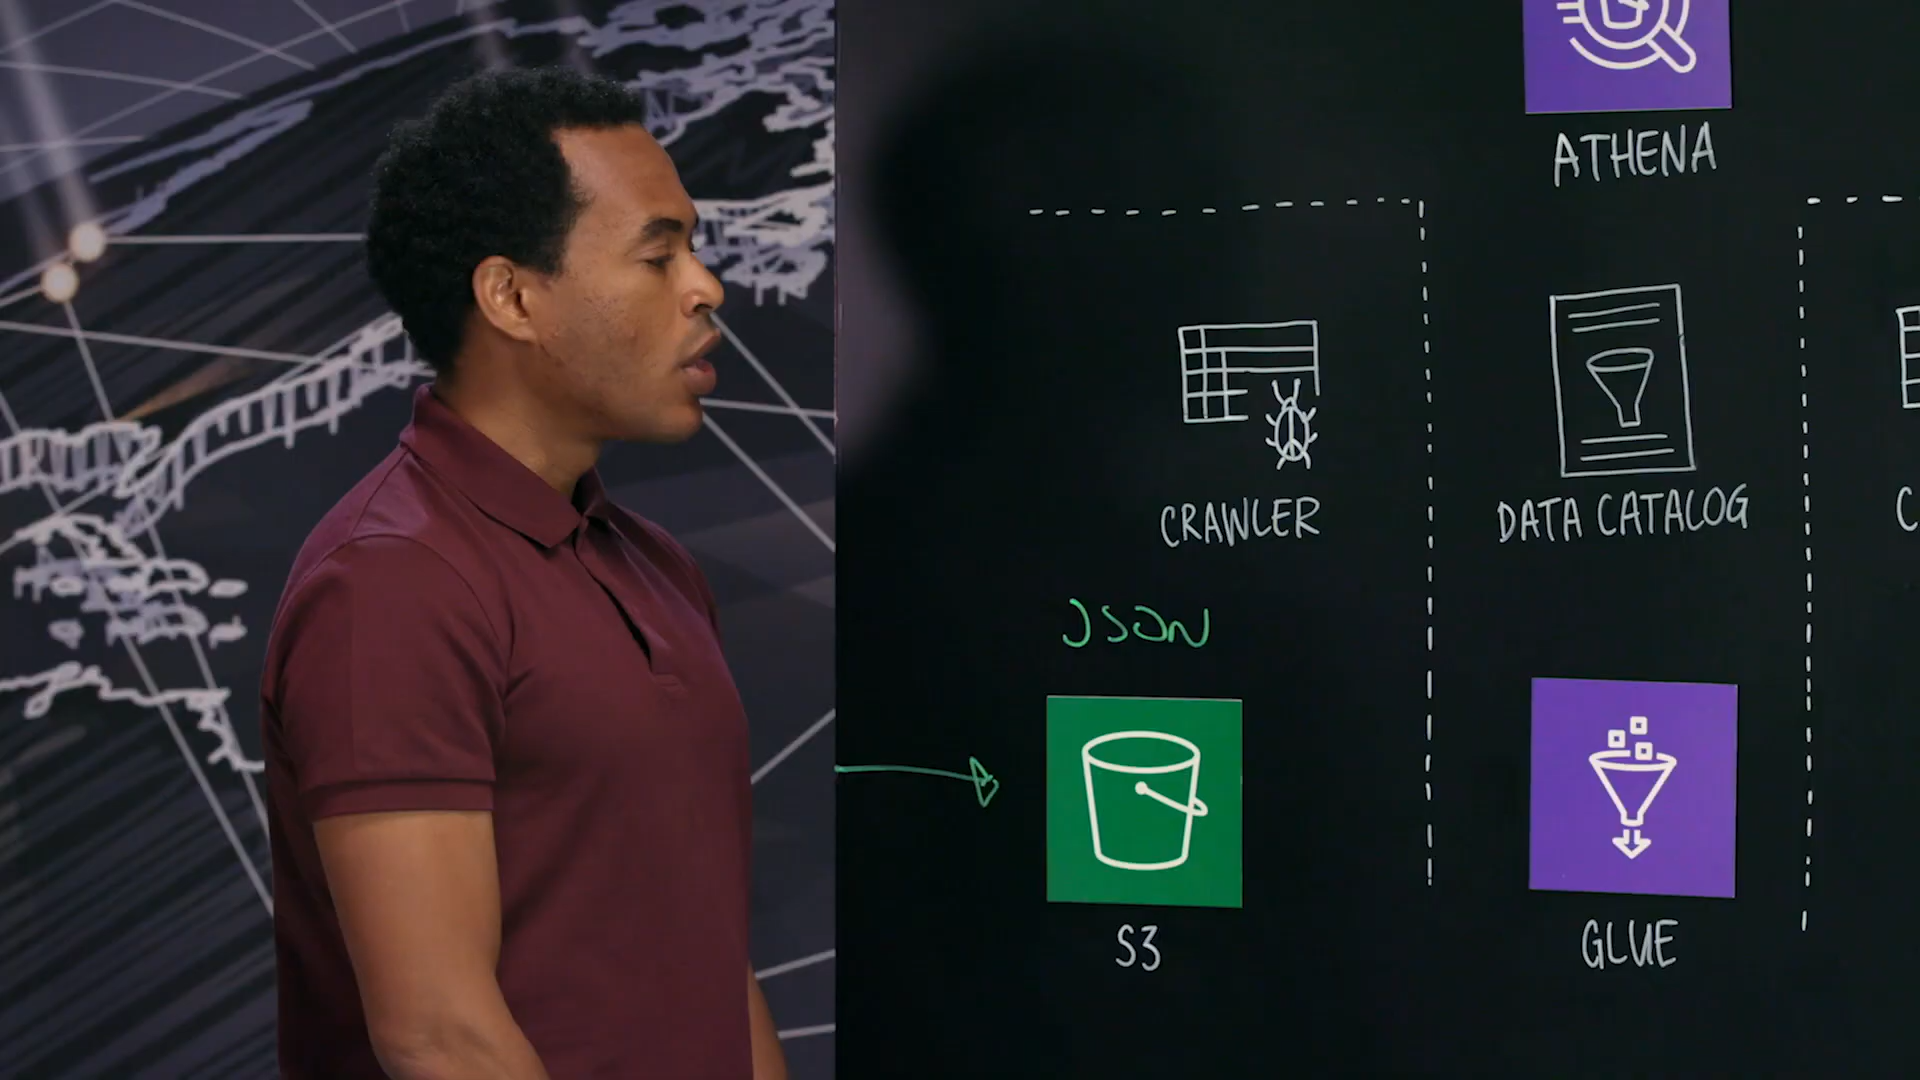 ATHENA
CRAWLER
DATA CATALOG
C
JSON
S3
GLUE